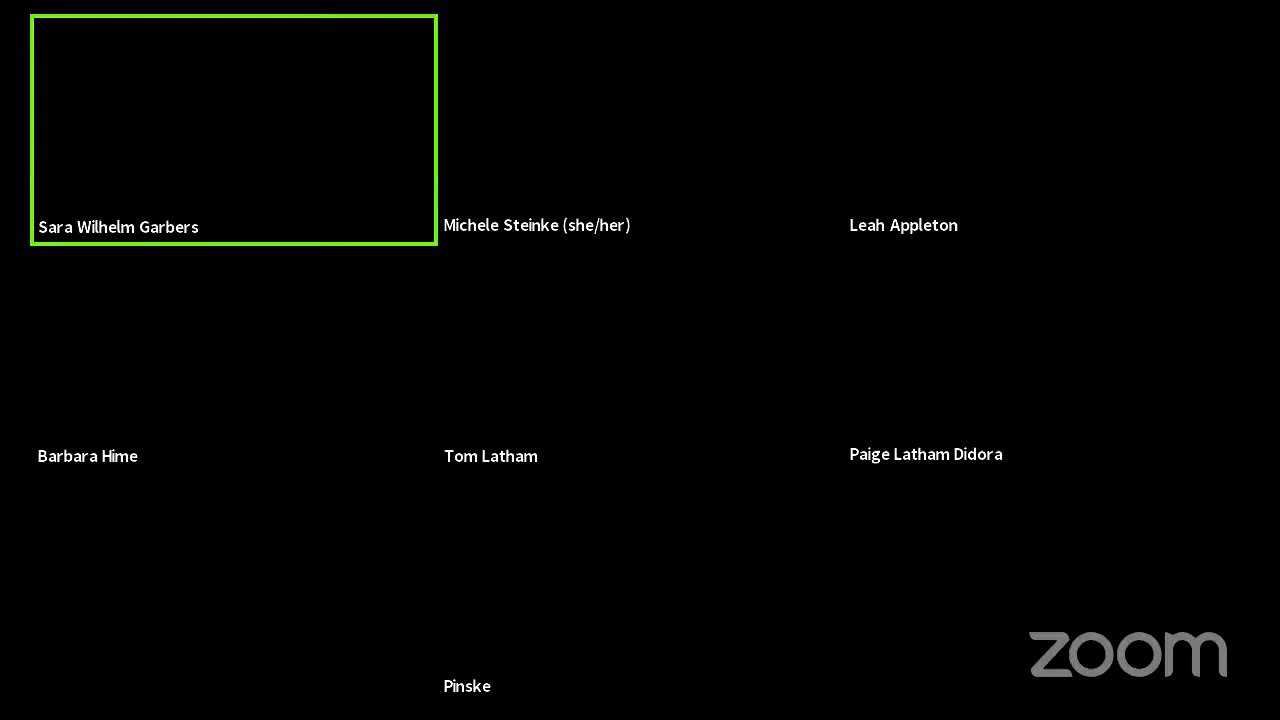 Sara Wilhelm Garbers
Michele Steinke (she/her)
Leah Appleton
Barbara Hime
Tom Latham
Paige Latham Didora
Pinske
zoom